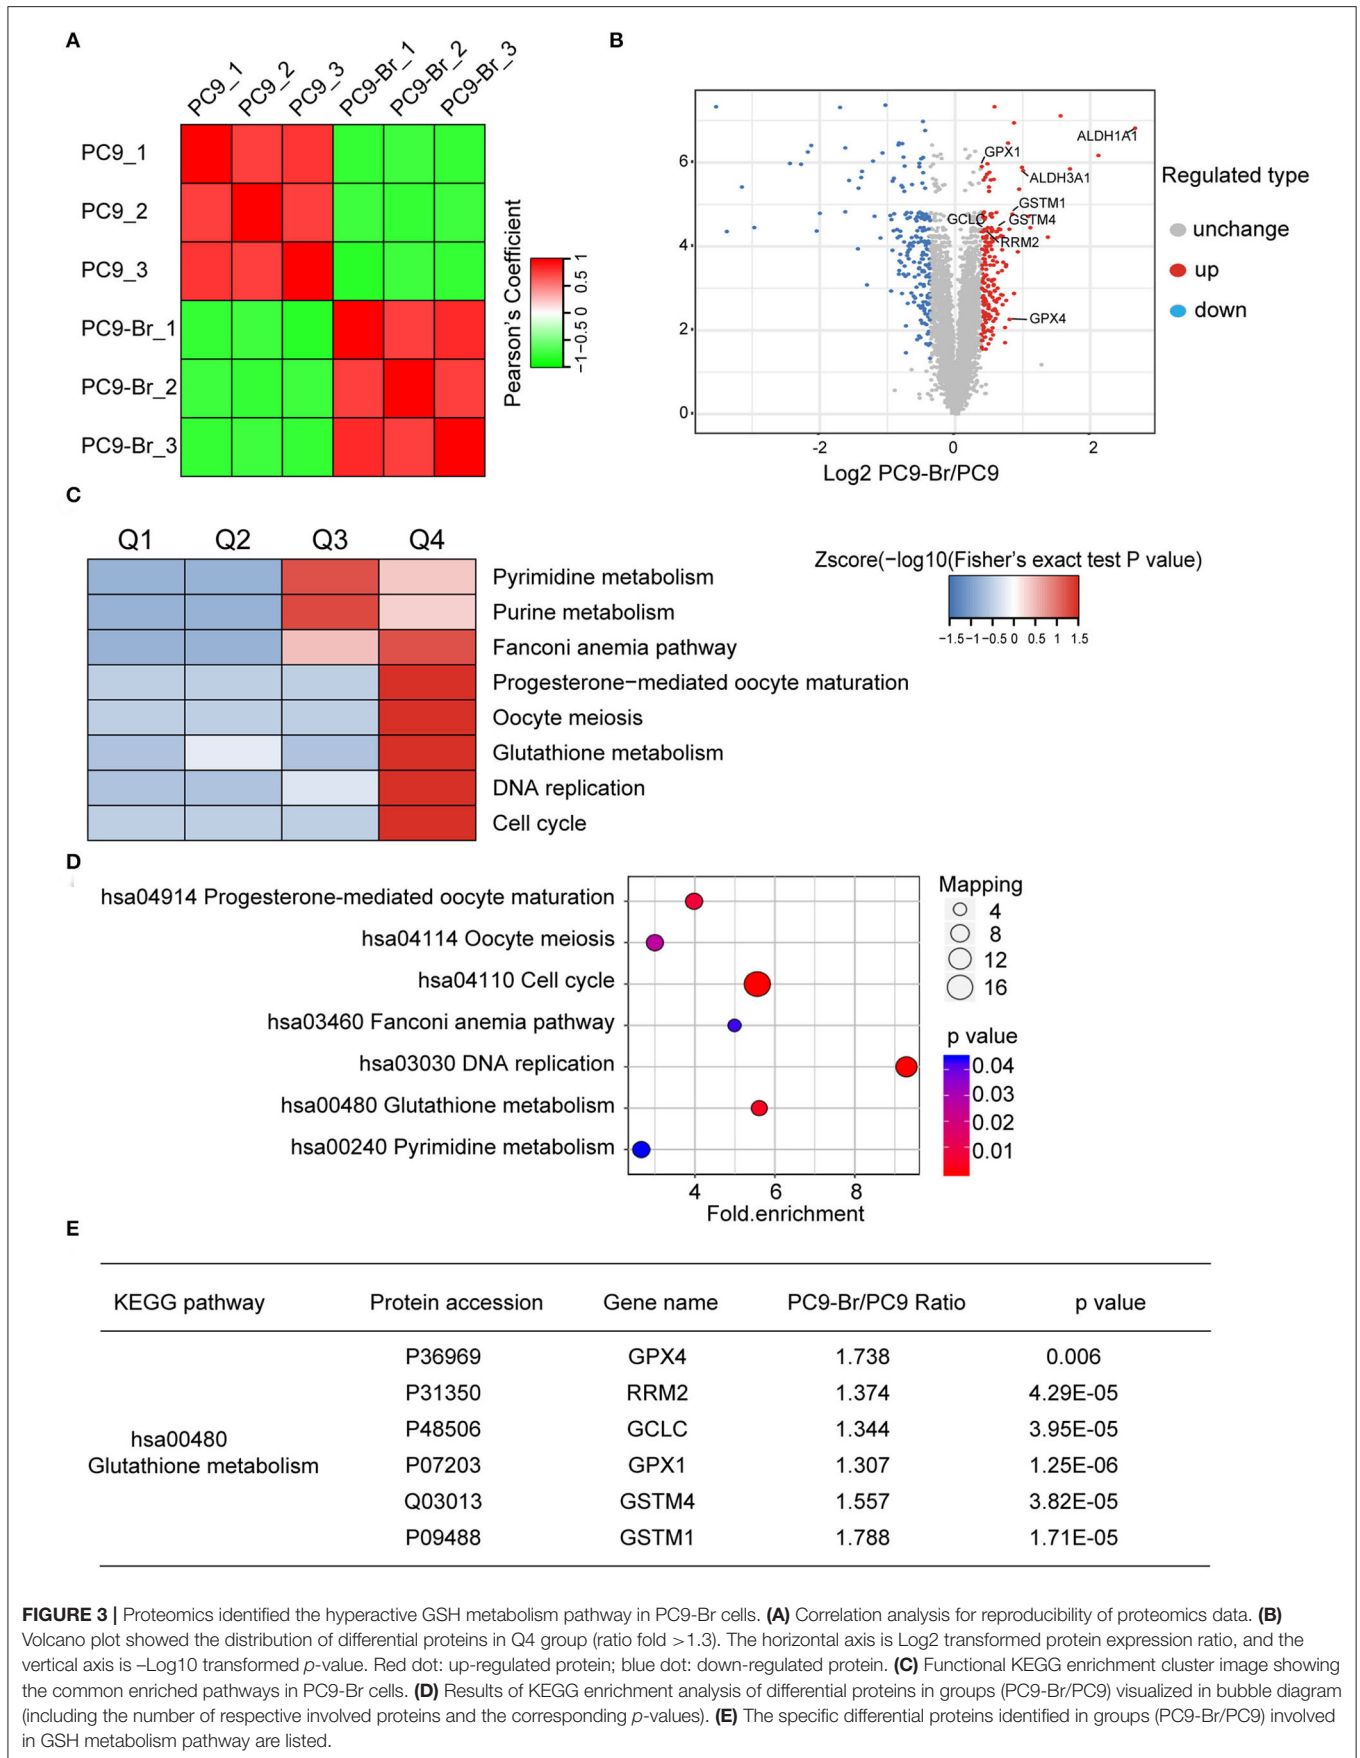 A
PC9_1
PC9_2
PC9_3
PC9-Br_1
PC9-Br_2
PC9-Br_3
PC9_1
PC9_2
PC9_3
PC9-Br_1
PC9-Br_2
PC9-Br_3
Pearson's Coefficient
−1−0.5 0 0.5 1
B
ALDH1A1
GPX1
ALDH3A1
GSTM1
GCLC
GSTM4
RRM2
GPX4
6
4
2
0
-2 0 2
Log2 PC9-Br/PC9
Regulated type
unchange
up
down
C
Q1 Q2 Q3 Q4
Pyrimidine metabolism
Purine metabolism
Fanconi anemia pathway
Progesterone−mediated oocyte maturation
Oocyte meiosis
Glutathione metabolism
DNA replication
Cell cycle
Zscore(−log10(Fisher's exact test P value)
−1.5−1−0.5 0 0.5 1 1.5
D
hsa04914 Progesterone-mediated oocyte maturation
hsa04114 Oocyte meiosis
hsa04110 Cell cycle
hsa03460 Fanconi anemia pathway
hsa03030 DNA replication
hsa00480 Glutathione metabolism
hsa00240 Pyrimidine metabolism
4 6 8
Fold.enrichment
Mapping
4
8
12
16
p value
0.04
0.03
0.02
0.01
E
KEGG pathway Protein accession Gene name PC9-Br/PC9 Ratio p value
P36969 GPX4 1.738 0.006
P31350 RRM2 1.374 4.29E-05
P48506 GCLC 1.344 3.95E-05
hsa00480
Glutathione metabolism
P07203 GPX1 1.307 1.25E-06
Q03013 GSTM4 1.557 3.82E-05
P09488 GSTM1 1.788 1.71E-05
FIGURE 3 | Proteomics identified the hyperactive GSH metabolism pathway in PC9-Br cells. (A) Correlation analysis for reproducibility of proteomics data. (B)
Volcano plot showed the distribution of differential proteins in Q4 group (ratio fold >1.3). The horizontal axis is Log2 transformed protein expression ratio, and the
vertical axis is –Log10 transformed p-value. Red dot: up-regulated protein; blue dot: down-regulated protein. (C) Functional KEGG enrichment cluster image showing
the common enriched pathways in PC9-Br cells. (D) Results of KEGG enrichment analysis of differential proteins in groups (PC9-Br/PC9) visualized in bubble diagram
(including the number of respective involved proteins and the corresponding p-values). (E) The specific differential proteins identified in groups (PC9-Br/PC9) involved
in GSH metabolism pathway are listed.